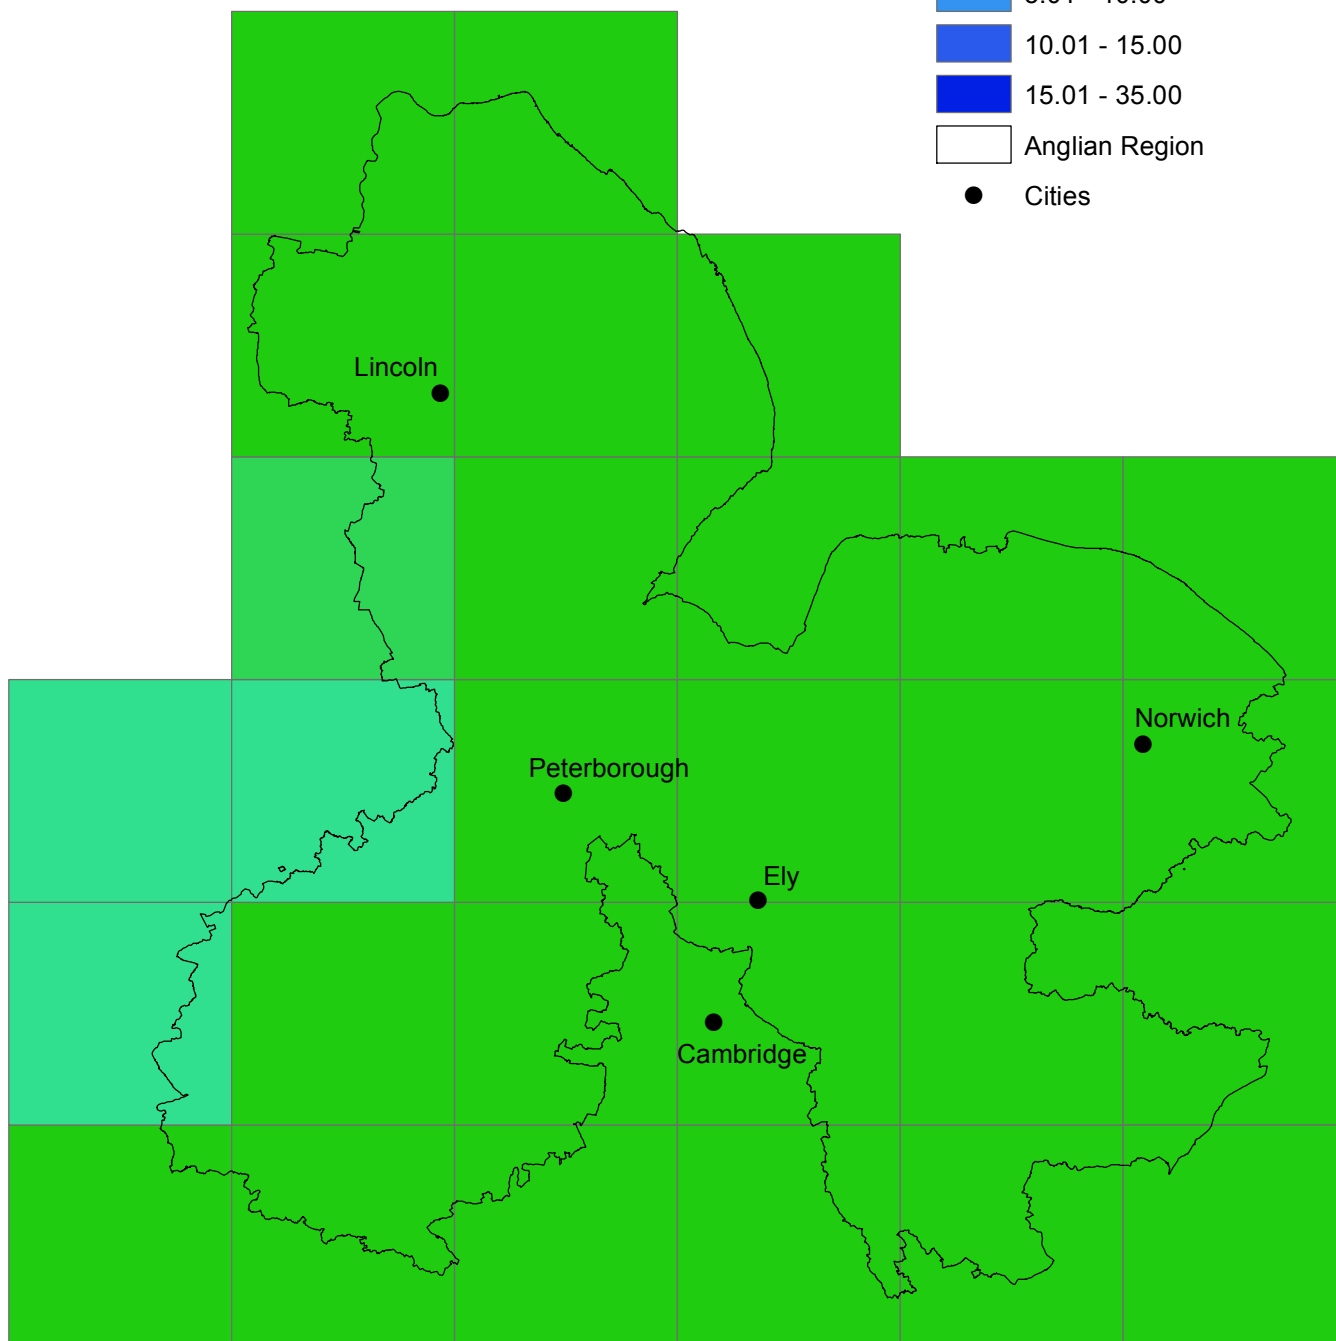 10.01 - 15.00
15.01 - 35.00
Anglian Region
Cities
Lincoln
Norwich
Peterborough
Ely
Cambridge